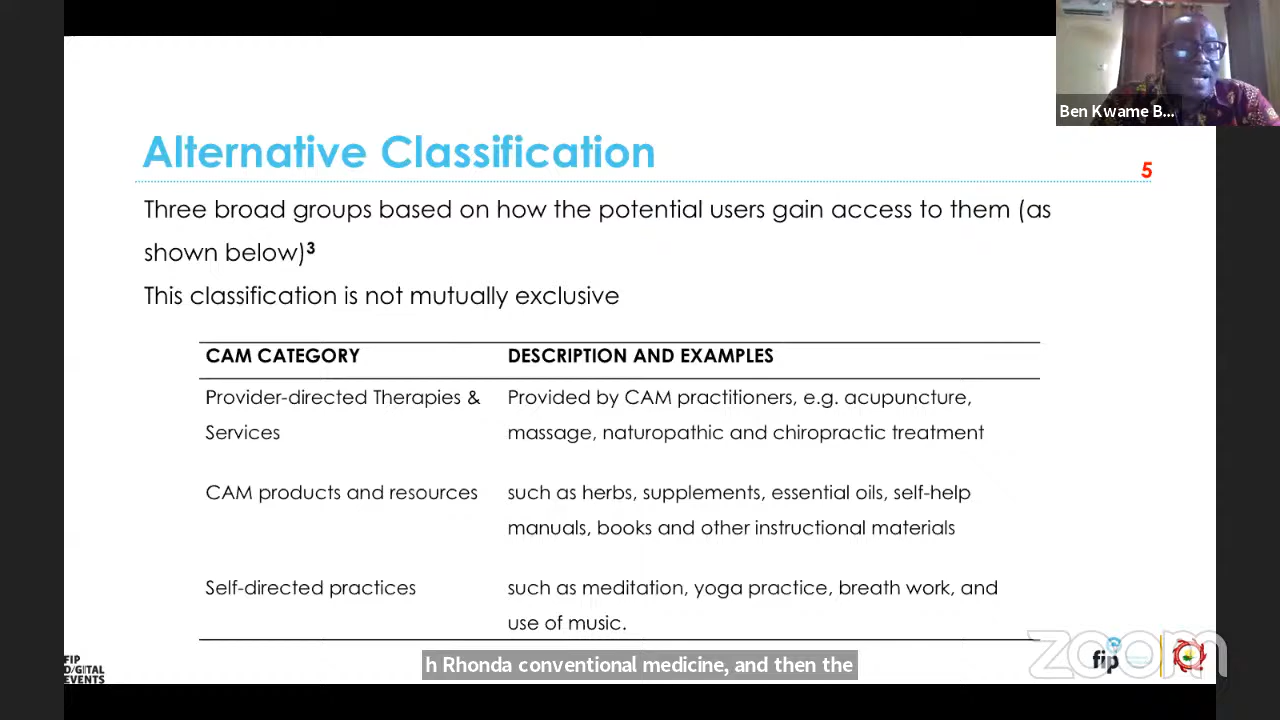 Ben Kwame B...
Alternative Classification
5
Three broad groups based on how the potential users gain access to them (as
shown below)³
This classification is not mutually exclusive
CAM CATEGORY
DESCRIPTION AND EXAMPLES
Provider-directed Therapies &
Services
Provided by CAM practitioners, e.g. acupuncture,
massage, naturopathic and chiropractic treatment
CAM products and resources
such as herbs, supplements, essential oils, self-help
manuals, books and other instructional materials
Self-directed practices
such as meditation, yoga practice, breath work, and
use of music.
h Rhonda conventional medicine, and then the
FIP
D/GITAL
EVENTS
fip
zoom